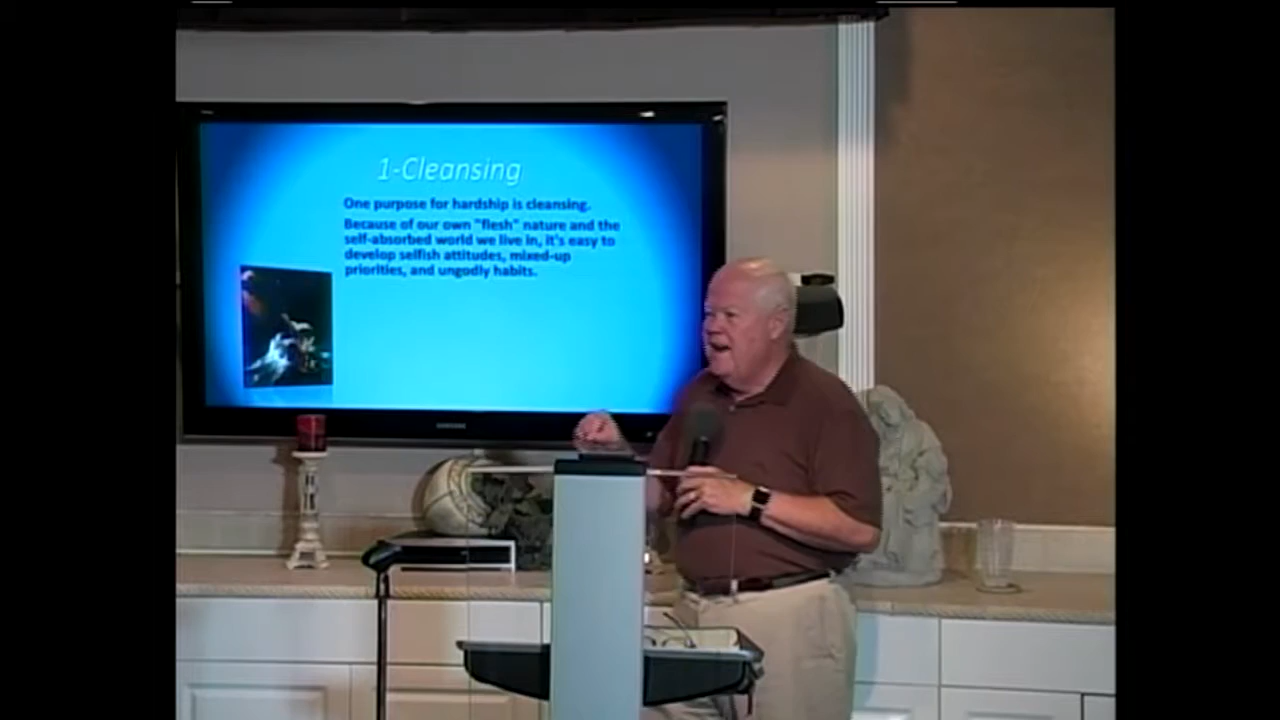 1-Cleansing
One purpose for hardship is cleansing.
Because of our own "flesh" nature and the
self-absorbed world we live in, it's easy to
develop selfish attitudes, mixed-up
priorities, and ungodly habits.
SAMSUNG